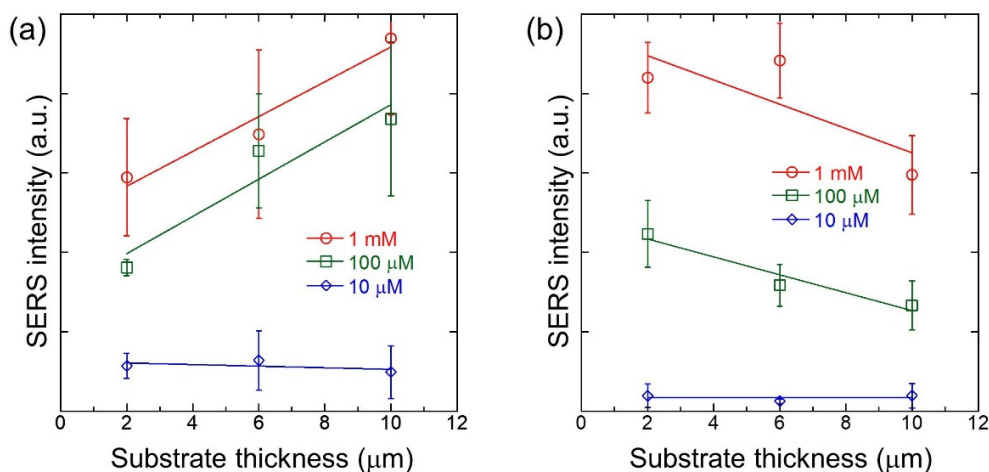 (a)
SERS intensity (a.u.)
1 mM
100 μM
10 μM
0 2 4 6 8 10 12
Substrate thickness (μm)
(b)
SERS intensity (a.u.)
1 mM
100 μM
10 μM
0 2 4 6 8 10 12
Substrate thickness (μm)